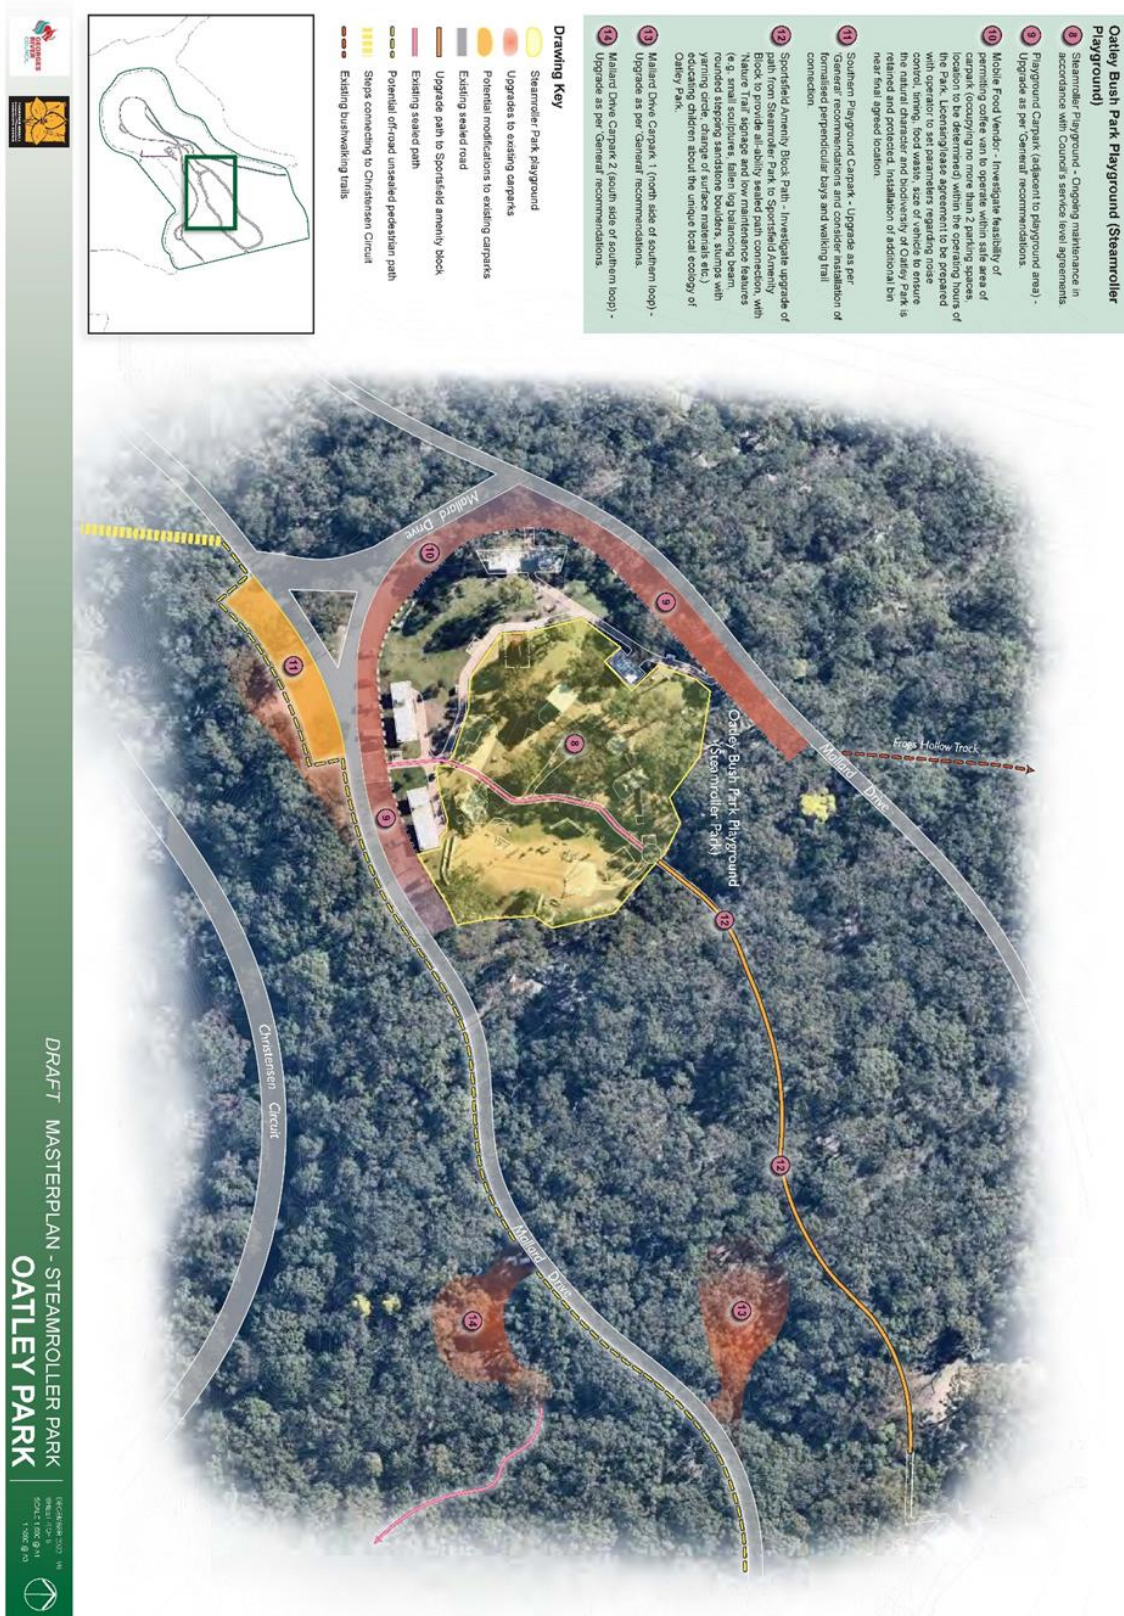 Oatley Bush Park Playground (Steamroller
Playground)
8 Steamroller Playground - Ongoing maintenance in
accordance with Council's service level agreements.
9 Playground Carpark (adjacent to playground area) -
Upgrade as per 'General' recommendations.
10 Mobile Food Vendor - Investigate feasibility of
permitting coffee van to operate within safe area of
carpark (occupying no more than 2 parking spaces,
location to be determined) within the operating hours of
the Park. Licensing/lease agreement to be prepared
with operator to set parameters regarding noise
control, timing, food waste, size of vehicle to ensure
the natural character and biodiversity of Oatley Park is
retained and protected. Installation of additional bin
near final agreed location.
11 Southern Playground Carpark - Upgrade as per
'General' recommendations and consider installation of
formalised perpendicular bays and walking trail
connection.
12 Sportsfield Amenity Block Path - Investigate upgrade of
path from Steamroller Park to Sportsfield Amenity
Block to provide all-ability sealed path connection, with
'Nature Trail' signage and low maintenance features
(e.g. small sculptures, fallen log balancing beam,
rounded stepping sandstone boulders, stumps with
yarning circle, change of surface materials etc.)
educating children about the unique local ecology of
Oatley Park.
13 Mallard Drive Carpark 1 (north side of southern loop) -
Upgrade as per 'General' recommendations.
14 Mallard Drive Carpark 2 (south side of southern loop) -
Upgrade as per 'General' recommendations.
Drawing Key
Steamroller Park playground
Upgrades to existing carparks
Potential modifications to existing carparks
Existing sealed road
Upgrade path to Sportsfield amenity block
Existing sealed path
Potential off-road unsealed pedestrian path
Steps connecting to Christensen Circuit
Existing bushwalking trails
GEORGES
RIVER
COUNCIL
Frogs Hollow Track
Mallard Drive
Oatley Bush Park Playground
(Steamroller Park)
Mallard Drive
Mallard Drive
Christensen Circuit
8
9
9
10
11
12
12
13
14
DRAFT MASTERPLAN - STEAMROLLER PARK
OATLEY PARK